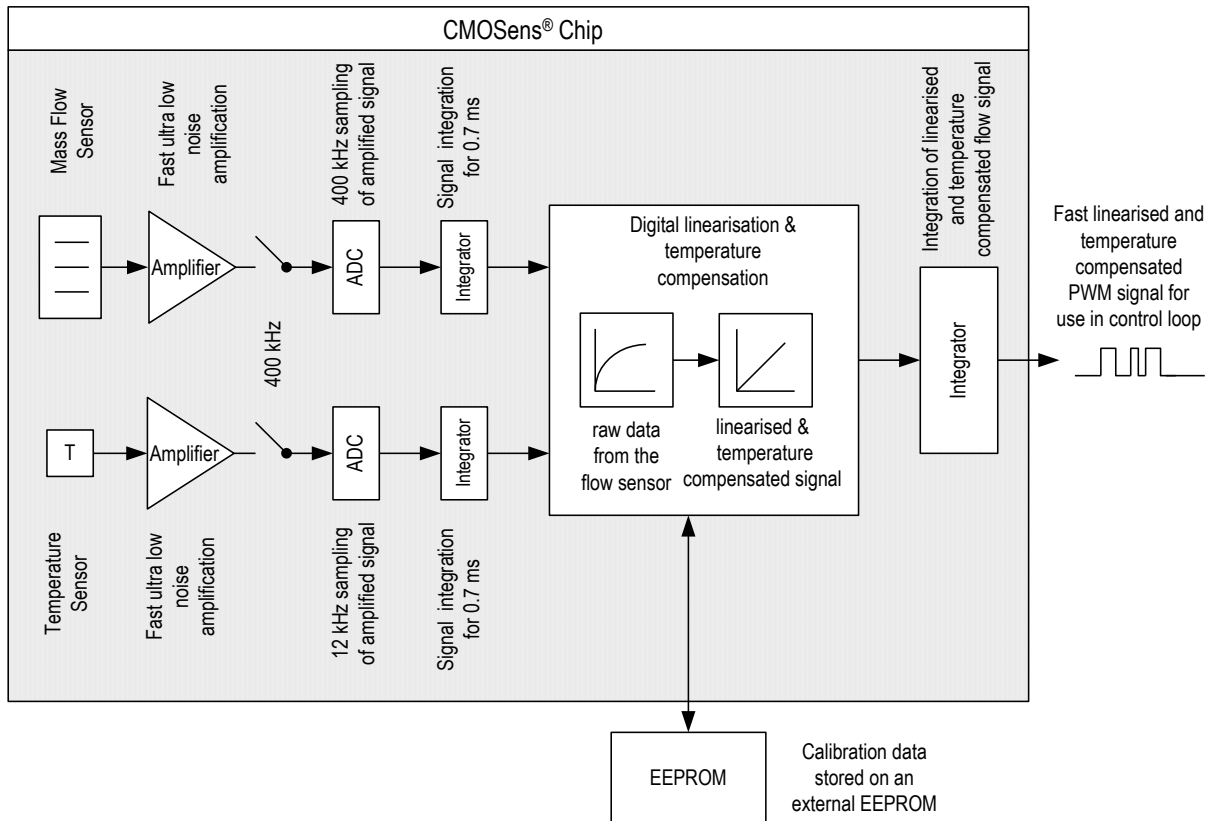 CMOSens® Chip
Mass Flow
Sensor
Fast ultra low
noise
amplification
400 kHz sampling
of amplified signal
Signal integration
for 0.7 ms
Integration of linearised
and temperature
compensated flow signal
Amplifier
ADC
Integrator
400 kHz
Digital linearisation &
temperature
compensation
raw data
from the
flow sensor
linearised &
temperature
compensated signal
Integrator
Fast linearised and
temperature
compensated
PWM signal for
use in control loop
T
Amplifier
ADC
Integrator
Temperature
Sensor
Fast ultra low
noise
amplification
12 kHz sampling
of amplified signal
Signal integration
for 0.7 ms
EEPROM
Calibration data
stored on an
external EEPROM